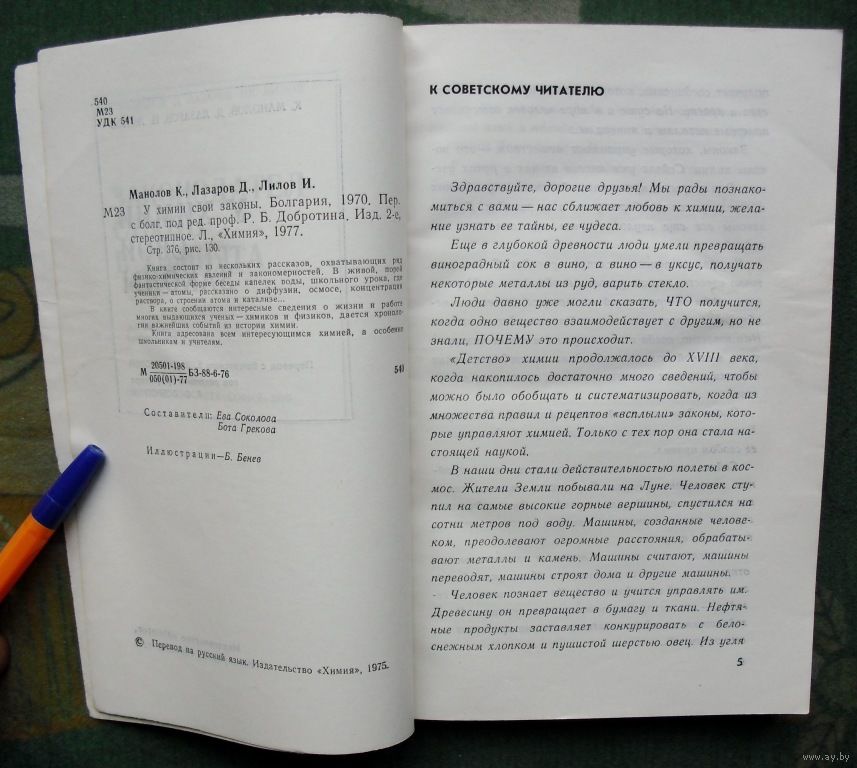 540
М23
УДК 541
Манолов К., Лазаров Д., Лилов И.
М23 У химии свои законы. Болгария, 1970. Пер.
с болг. под ред. проф. Р. Б. Добротина. Изд. 2-е,
стереотипное. Л., «Химия», 1977.
Стр. 376, рис. 130.
Книга состоит из нескольких рассказов, охватывающих ряд
физико-химических явлений и закономерностей. В живой, порой
фантастической форме беседы капелек воды, школьного урока, где
ученики — атомы, рассказано о диффузии, осмосе, концентрации
раствора, о строении атома и катализе...
В книге сообщаются интересные сведения о жизни и работе
многих выдающихся ученых — химиков и физиков, дается хроноло-
гия важнейших событий из истории химии.
Книга адресована всем интересующимся химией, а особенно
школьникам и учителям.
М 20501-198
050(01)-77 БЗ-88-6-76 540
Составители: Ева Соколова
Бота Грекова
Иллюстрации—Б. Бенев
© Перевод на русский язык. Издательство «Химия», 1975.
К СОВЕТСКОМУ ЧИТАТЕЛЮ
Здравствуйте, дорогие друзья! Мы рады познако-
миться с вами — нас сближает любовь к химии, жела-
ние узнать ее тайны, ее чудеса.
Еще в глубокой древности люди умели превращать
виноградный сок в вино, а вино — в уксус, получать
некоторые металлы из руд, варить стекло.
Люди давно уже могли сказать, ЧТО получится,
когда одно вещество взаимодействует с другим, но не
знали, ПОЧЕМУ это происходит.
«Детство» химии продолжалось до XVIII века,
когда накопилось достаточно много сведений, чтобы
можно было обобщать и систематизировать, когда из
множества правил и рецептов «всплыли» законы, кото-
рые управляют химией. Только с тех пор она стала на-
стоящей наукой.
В наши дни стали действительностью полеты в кос-
мос. Жители Земли побывали на Луне. Человек сту-
пил на самые высокие горные вершины, спустился на
сотни метров под воду. Машины, созданные челове-
ком, преодолевают огромные расстояния, обрабаты-
вают металлы и камень. Машины считают, машины
переводят, машины строят дома и другие машины.
Человек познает вещество и учится управлять им.
Древесину он превращает в бумагу и ткани. Нефтя-
ные продукты заставляет конкурировать с бело-
снежным хлопком и пушистой шерстью овец. Из угля
5
www.ay.by